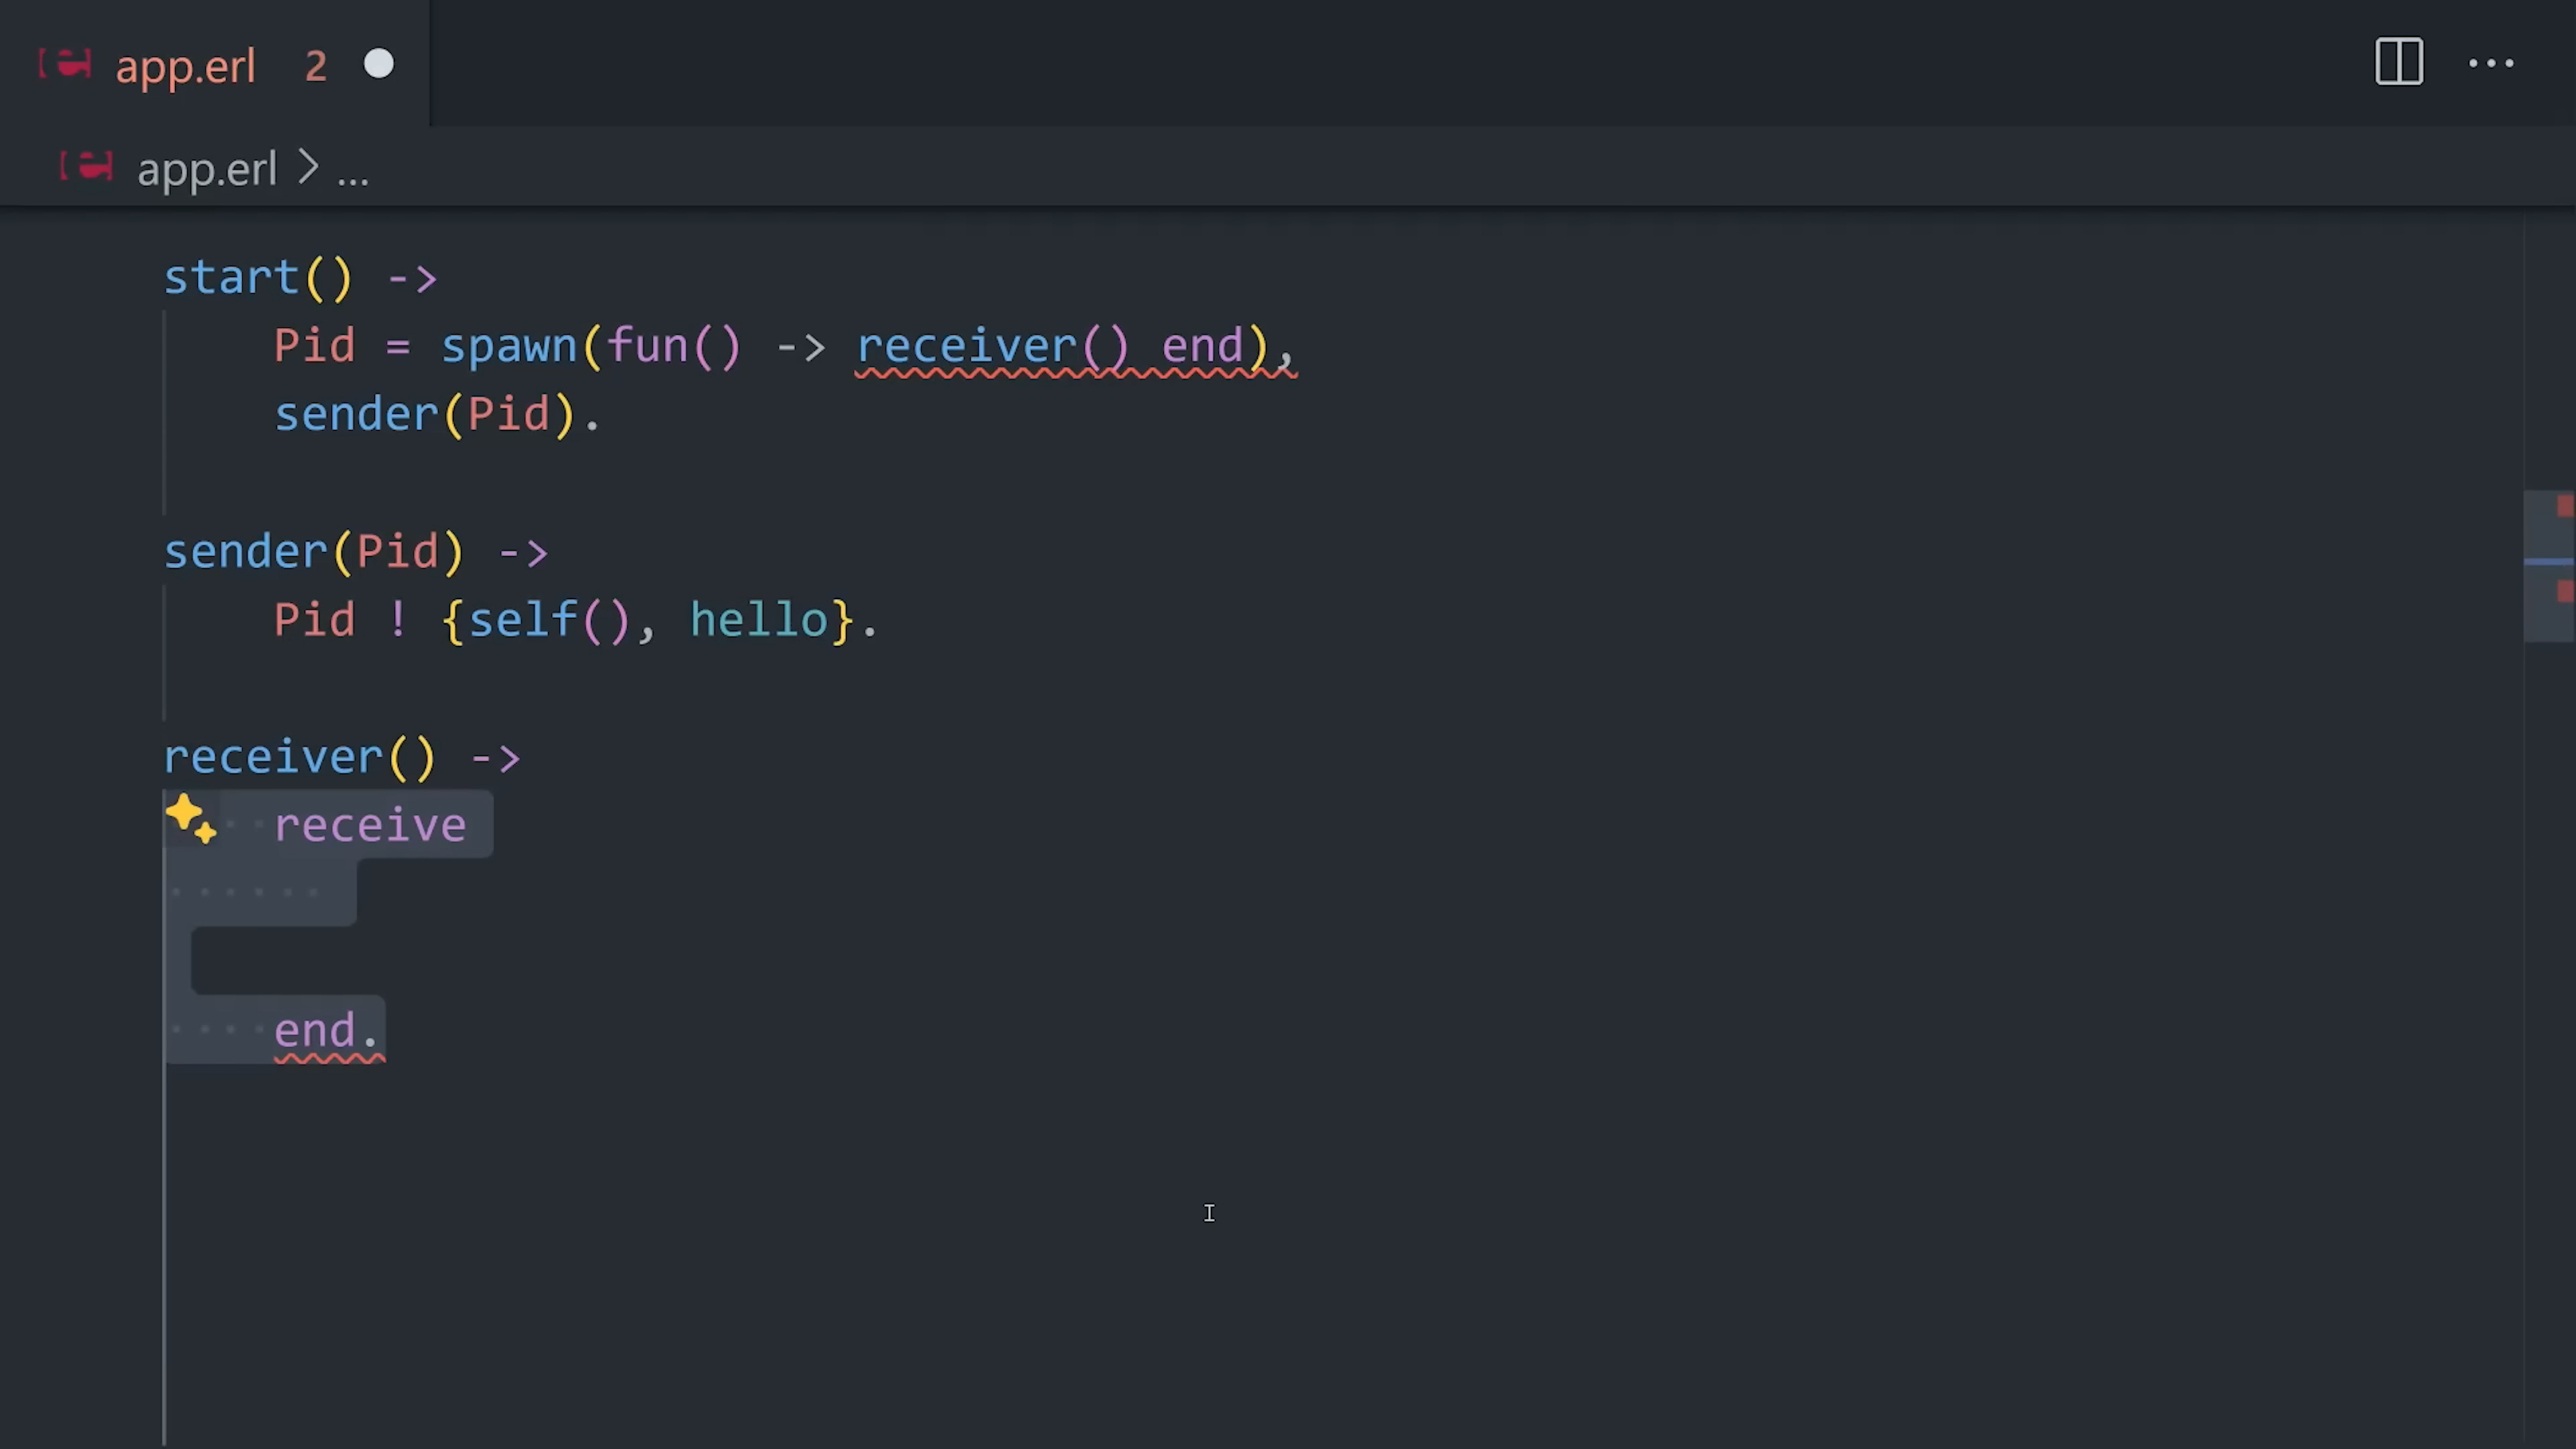 app.erl 2
app.erl > ...
start() ->
    Pid = spawn(fun() -> receiver() end),
    sender(Pid).
sender(Pid) ->
    Pid ! {self(), hello}.
receiver() ->
    receive
    end.